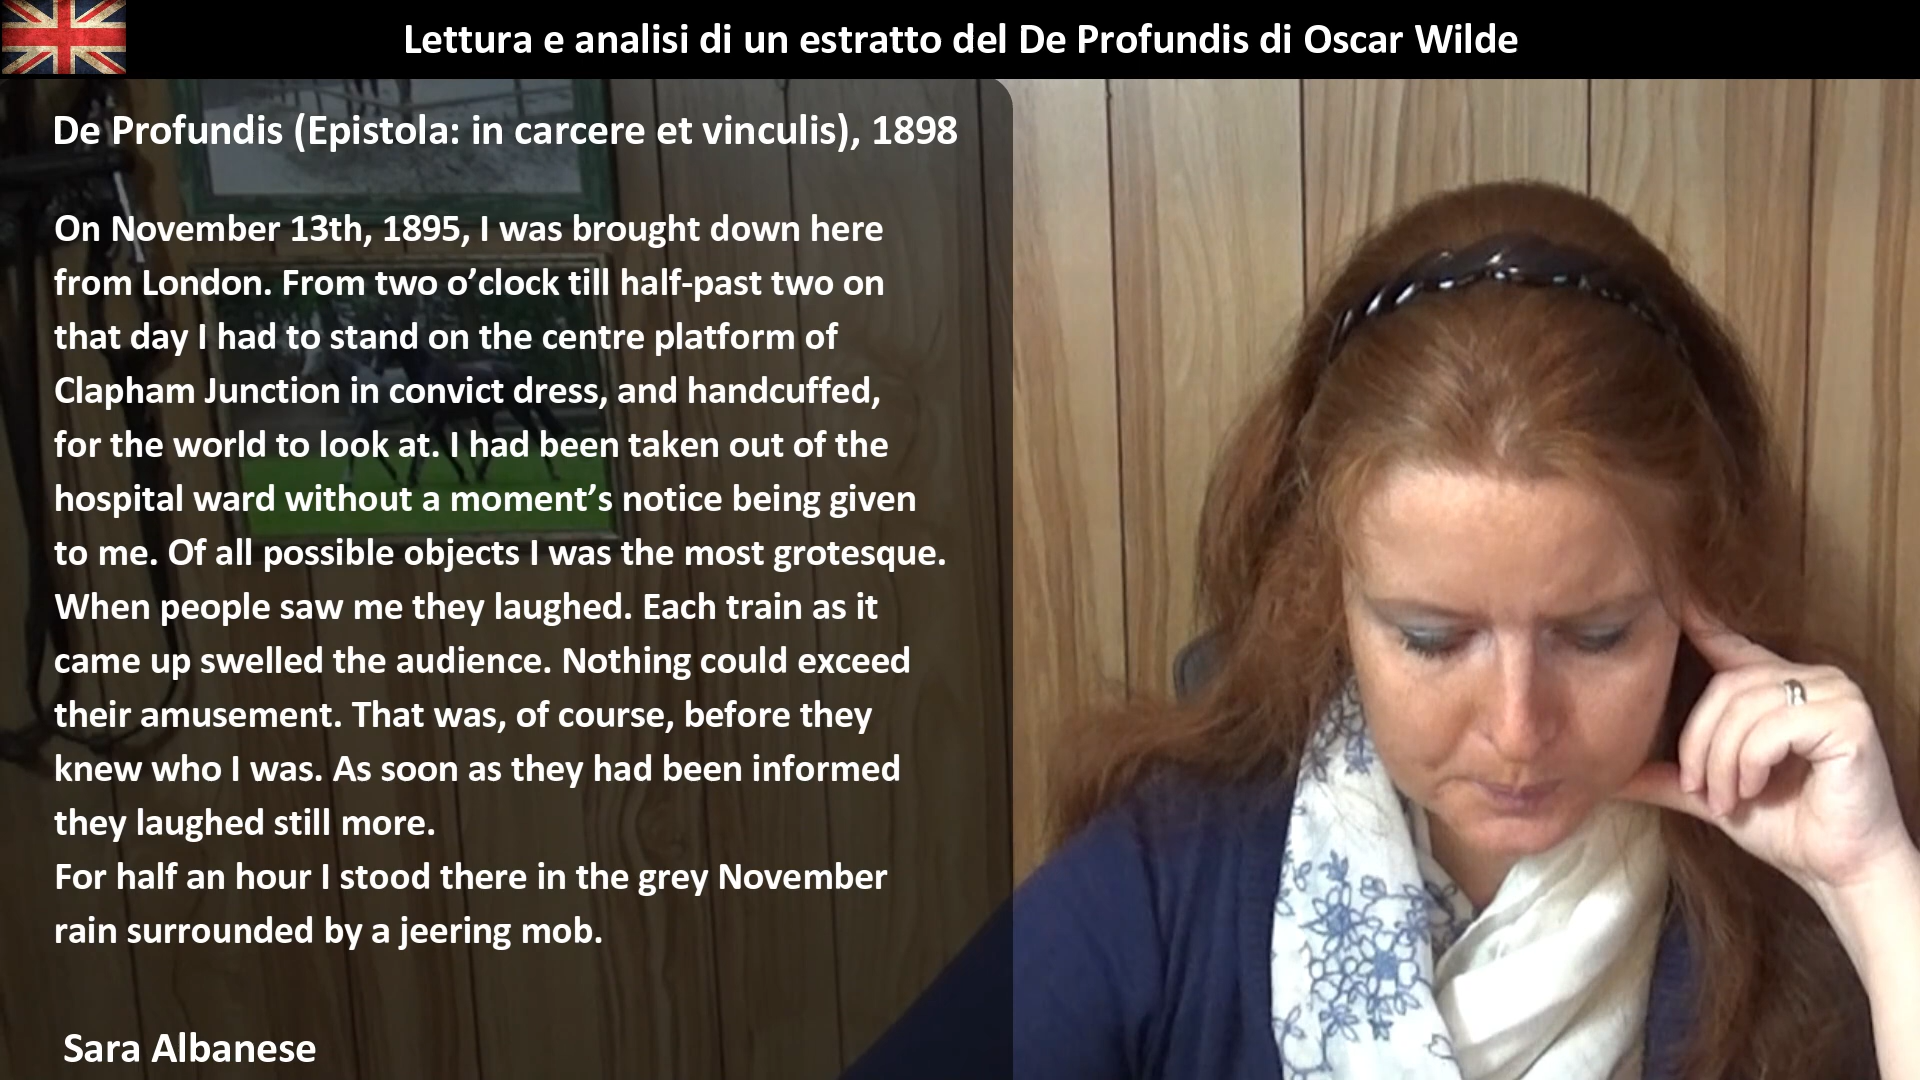 Lettura e analisi di un estratto del De Profundis di Oscar Wilde
De Profundis (Epistola: in carcere et vinculis), 1898
On November 13th, 1895, I was brought down here
from London. From two o’clock till half-past two on
that day I had to stand on the centre platform of
Clapham Junction in convict dress, and handcuffed,
for the world to look at. I had been taken out of the
hospital ward without a moment’s notice being given
to me. Of all possible objects I was the most grotesque.
When people saw me they laughed. Each train as it
came up swelled the audience. Nothing could exceed
their amusement. That was, of course, before they
knew who I was. As soon as they had been informed
they laughed still more.
For half an hour I stood there in the grey November
rain surrounded by a jeering mob.
Sara Albanese